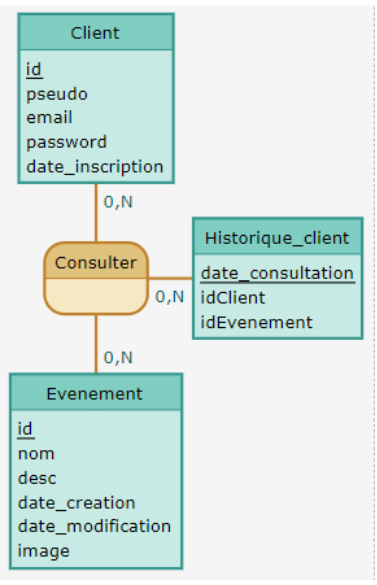 Client
id
pseudo
email
password
date_inscription
0,N
Consulter
0,N
Historique_client
date_consultation
idClient
idEvenement
0,N
Evenement
id
nom
desc
date_creation
date_modification
image